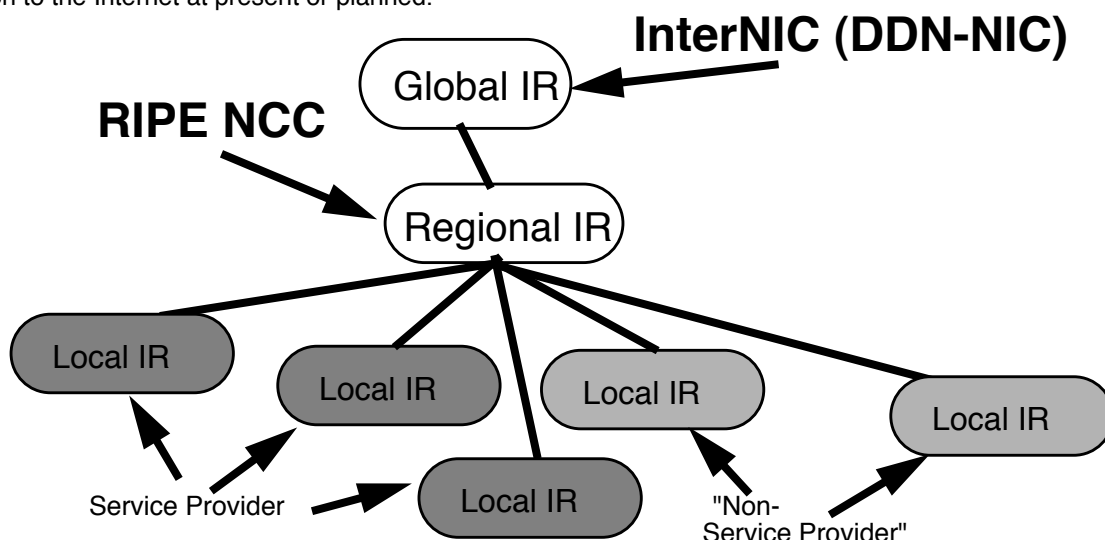 on to the Internet at present or planned.
InterNIC (DDN-NIC)
Global IR
RIPE NCC
Regional IR
Local IR
Local IR
Local IR
Local IR
Local IR
Service Provider
"Non-
Service Provider"